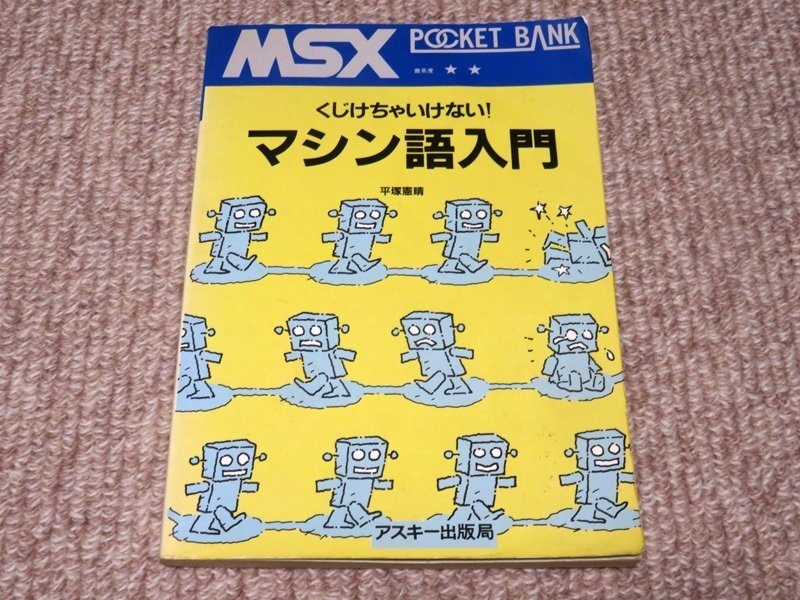 MSX POCKET BANK
難易度 ★ ★
くじけちゃいけない!
マシン語入門
平塚憲晴
アスキー出版局